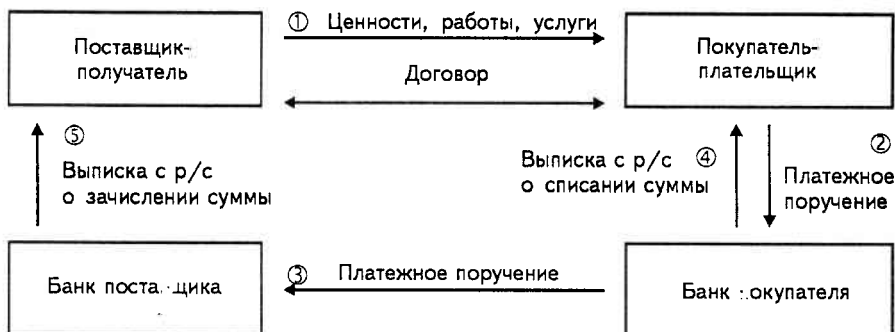 ① Ценности, работы, услуги
Поставщик-
получатель
Договор
Покупатель-
плательщик
⑤
Выписка с р/с
о зачислении суммы
Выписка с р/с ④
о списании суммы
②
Платежное
поручение
Банк
③ Платежное поручение
Банк